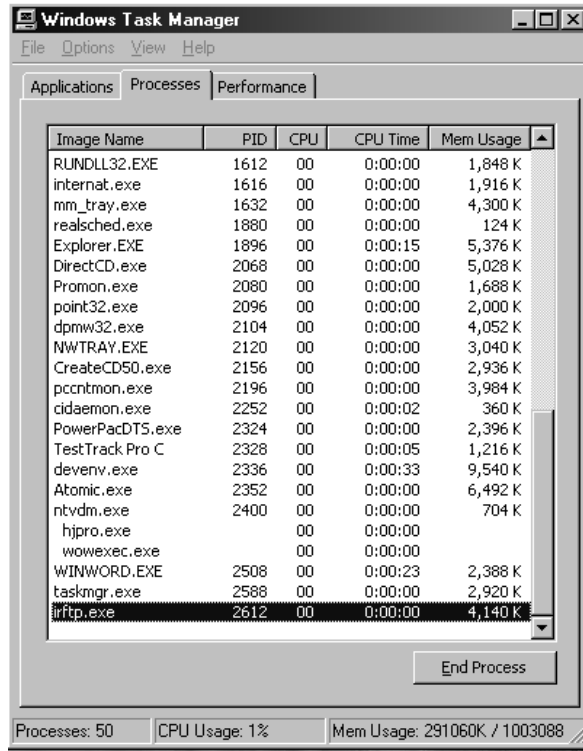 Windows Task Manager
File Options View Help
Applications Processes Performance
Image Name PID CPU CPU Time Mem Usage
RUNDLL32.EXE 1612 00 0:00:00 1,848 K
internat.exe 1616 00 0:00:00 1,916 K
mm_tray.exe 1632 00 0:00:00 4,300 K
realsched.exe 1880 00 0:00:00 124 K
Explorer.EXE 1896 00 0:00:15 5,376 K
DirectCD.exe 2068 00 0:00:00 5,028 K
Promon.exe 2080 00 0:00:00 1,688 K
point32.exe 2096 00 0:00:00 2,000 K
dpmw32.exe 2104 00 0:00:00 4,052 K
NWTRAY.EXE 2120 00 0:00:00 3,040 K
CreateCD50.exe 2156 00 0:00:00 2,936 K
pccntmon.exe 2196 00 0:00:00 3,984 K
cidaemon.exe 2252 00 0:00:02 360 K
PowerPacDTS.exe 2324 00 0:00:00 2,396 K
TestTrack Pro C 2328 00 0:00:05 1,216 K
devenv.exe 2336 00 0:00:33 9,540 K
Atomic.exe 2352 00 0:00:00 6,492 K
ntvdm.exe 2400 00 0:00:00 704 K
hjpro.exe 00 0:00:00
wowexec.exe 00 0:00:00
WINWORD.EXE 2508 00 0:00:23 2,388 K
taskmgr.exe 2588 00 0:00:00 2,920 K
irftp.exe 2612 00 0:00:00 4,140 K
End Process
Processes: 50 CPU Usage: 1% Mem Usage: 291060K / 1003088